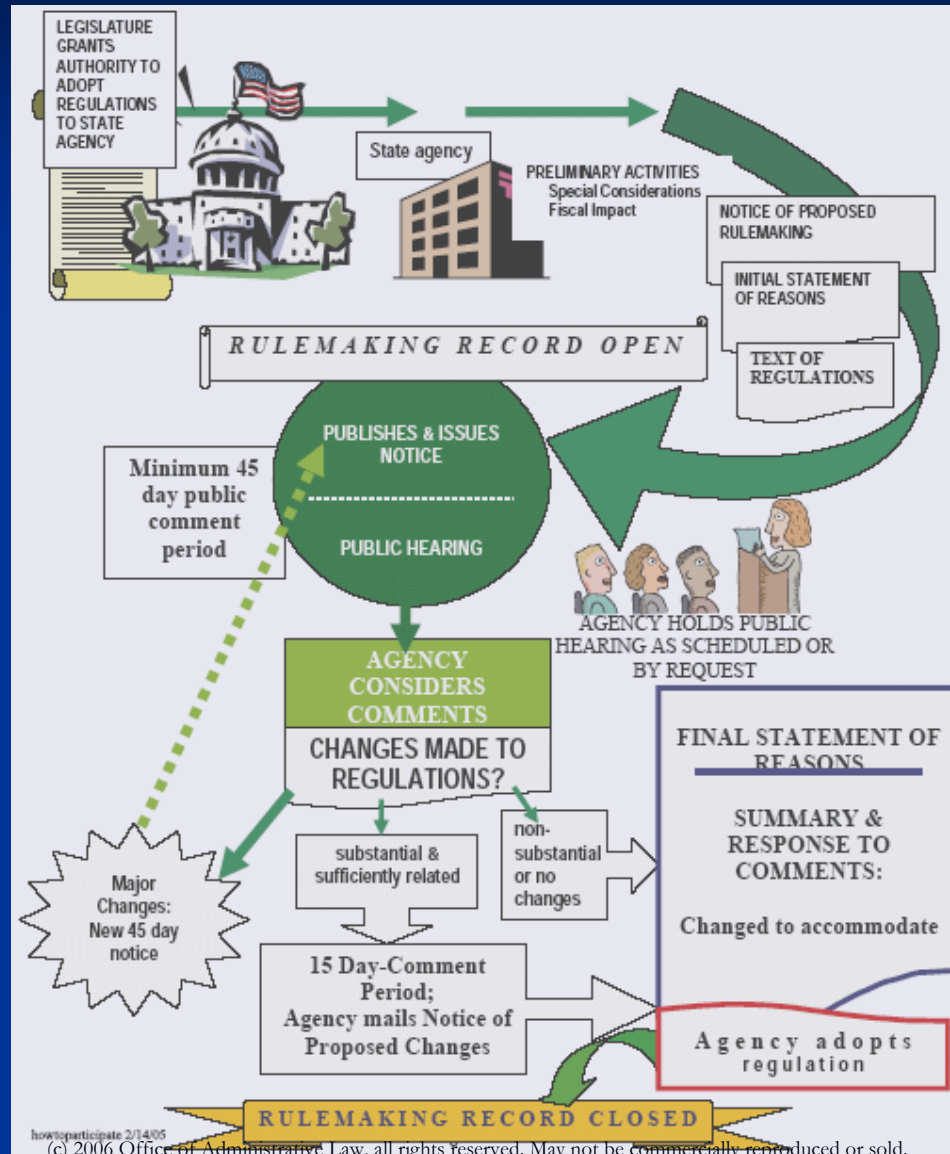 LEGISLATURE
GRANTS
AUTHORITY TO
ADOPT
REGULATIONS
TO STATE
AGENCY
State agency
PRELIMINARY ACTIVITIES
Special Considerations
Fiscal Impact
NOTICE OF PROPOSED
RULEMAKING
INITIAL STATEMENT
OF REASONS
TEXT OF
REGULATIONS
RULEMAKING RECORD OPEN
PUBLISHES & ISSUES
NOTICE
PUBLIC HEARING
Minimum 45
day public
comment
period
AGENCY HOLDS PUBLIC
HEARING AS SCHEDULED OR
BY REQUEST
AGENCY
CONSIDERS
COMMENTS
CHANGES MADE TO
REGULATIONS?
Major
Changes:
New 45 day
notice
substantial &
sufficiently related
non-
substantial
or no
changes
15 Day-Comment
Period;
Agency mails Notice of
Proposed Changes
FINAL STATEMENT OF
REASONS
SUMMARY &
RESPONSE TO
COMMENTS:
Changed to accommodate
Agency adopts
regulation
RULEMAKING RECORD CLOSED
howtoparticipate 2/14/05
(c) 2006 Office of Administrative Law, all rights reserved. May not be commercially reproduced or sold.